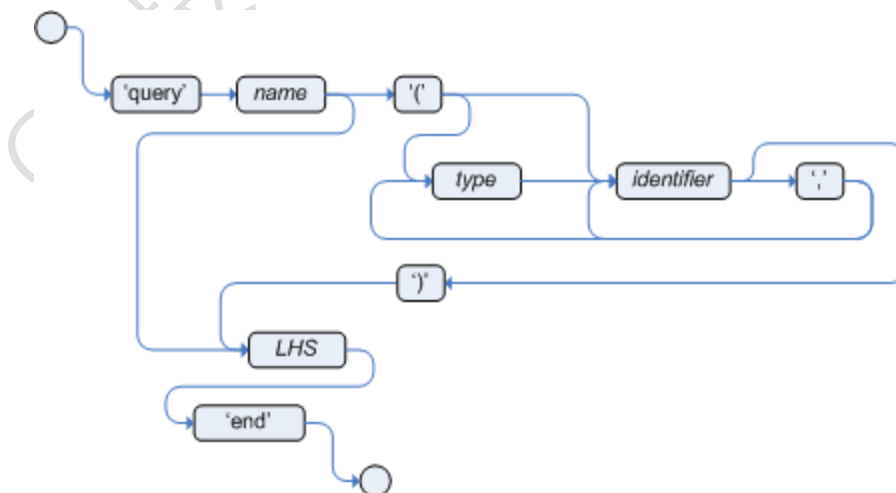 ‘query’ name ‘(’
type identifier ‘,’
‘)’
LHS
‘end’